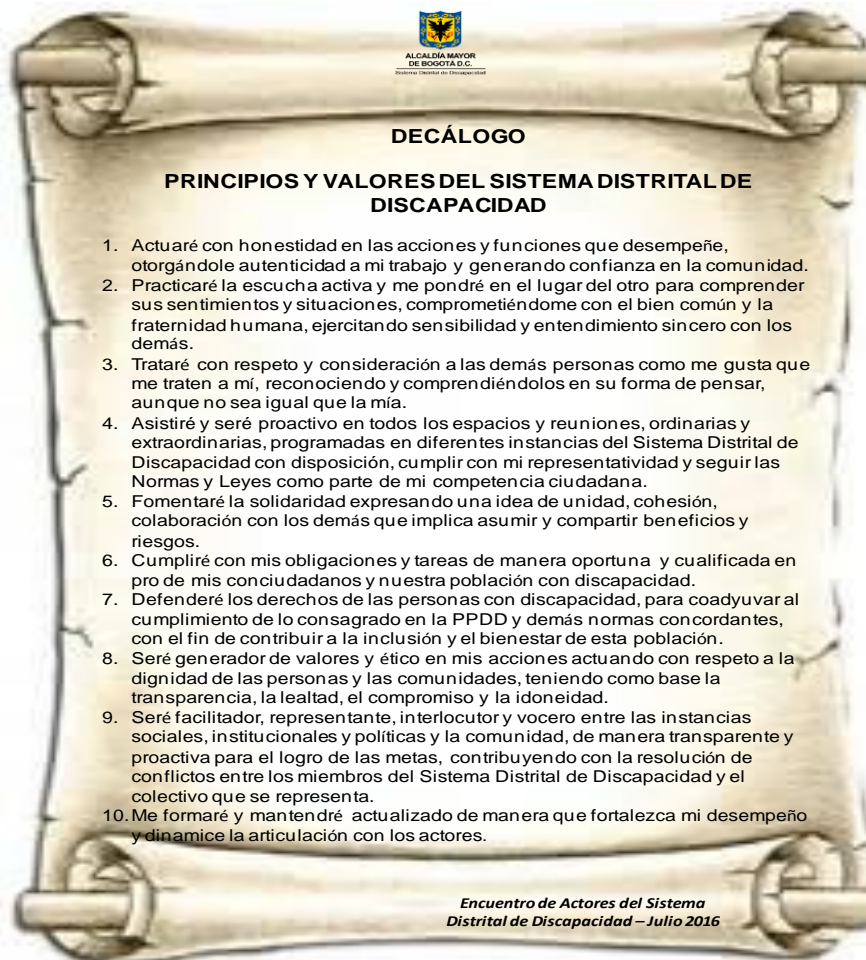 ALCALDÍA MAYOR
DE BOGOTÁ D.C.
Sistema Distrital de Discapacidad
DECÁLOGO
PRINCIPIOS Y VALORES DEL SISTEMA DISTRITAL DE
DISCAPACIDAD
1. Actuaré con honestidad en las acciones y funciones que desempeñe,
otorgándole autenticidad a mi trabajo y generando confianza en la comunidad.
2. Practicaré la escucha activa y me pondré en el lugar del otro para comprender
sus sentimientos y situaciones, comprometiéndome con el bien común y la
fraternidad humana, ejercitando sensibilidad y entendimiento sincero con los
demás.
3. Trataré con respeto y consideración a las demás personas como me gusta que
me traten a mí, reconociendo y comprendiéndolos en su forma de pensar,
aunque no sea igual que la mía.
4. Asistiré y seré proactivo en todos los espacios y reuniones, ordinarias y
extraordinarias, programadas en diferentes instancias del Sistema Distrital de
Discapacidad con disposición, cumplir con mi representatividad y seguir las
Normas y Leyes como parte de mi competencia ciudadana.
5. Fomentaré la solidaridad expresando una idea de unidad, cohesión,
colaboración con los demás que implica asumir y compartir beneficios y
riesgos.
6. Cumpliré con mis obligaciones y tareas de manera oportuna y cualificada en
pro de mis conciudadanos y nuestra población con discapacidad.
7. Defenderé los derechos de las personas con discapacidad, para coadyuvar al
cumplimiento de lo consagrado en la PPDD y demás normas concordantes,
con el fin de contribuir a la inclusión y el bienestar de esta población.
8. Seré generador de valores y ético en mis acciones actuando con respeto a la
dignidad de las personas y las comunidades, teniendo como base la
transparencia, la lealtad, el compromiso y la idoneidad.
9. Seré facilitador, representante, interlocutor y vocero entre las instancias
sociales, institucionales y políticas y la comunidad, de manera transparente y
proactiva para el logro de las metas, contribuyendo con la resolución de
conflictos entre los miembros del Sistema Distrital de Discapacidad y el
colectivo que se representa.
10. Me formaré y mantendré actualizado de manera que fortalezca mi desempeño
y dinamice la articulación con los actores.
Encuentro de Actores del Sistema
Distrital de Discapacidad – Julio 2016